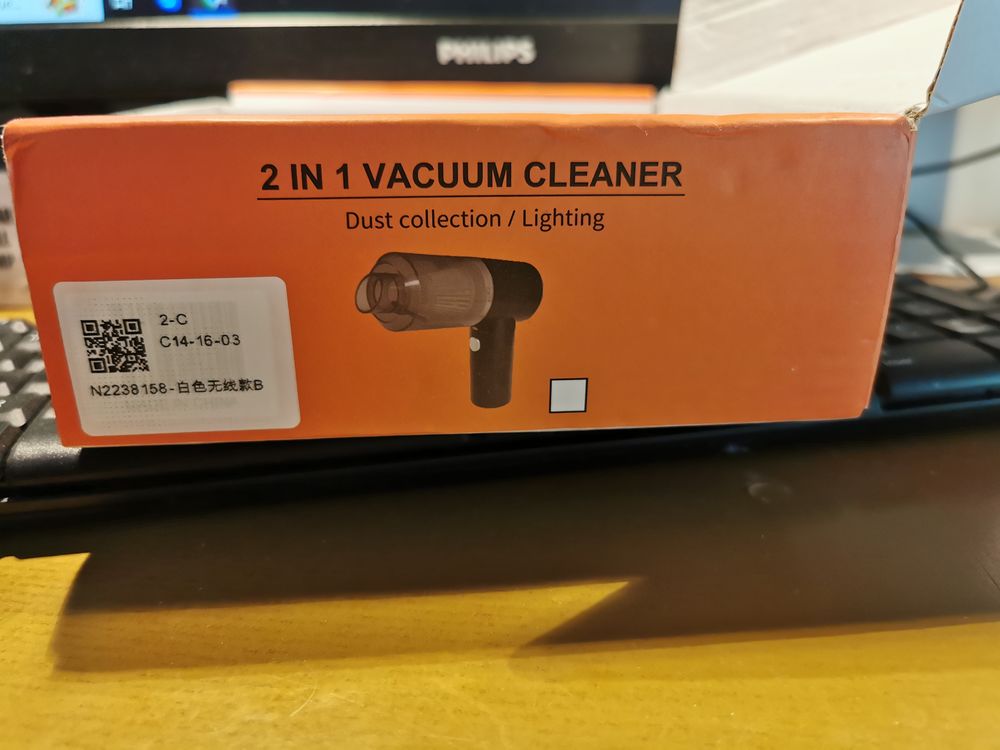 PHILIPS
2 IN 1 VACUUM CLEANER
Dust collection / Lighting
2-C
C14-16-03
N2238158-白色无线款B